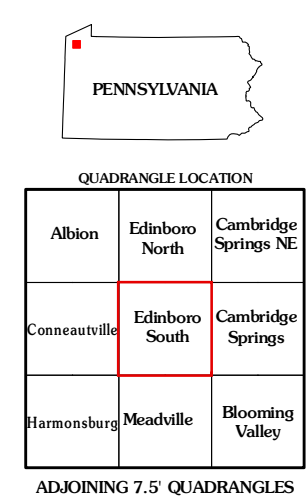 PENNSYLVANIA
QUADRANGLE LOCATION
Albion
Edinboro
North
Cambridge
Springs NE
Conneautville
Edinboro
South
Cambridge
Springs
Harmonsburg
Meadville
Blooming
Valley
ADJOINING 7.5' QUADRANGLES